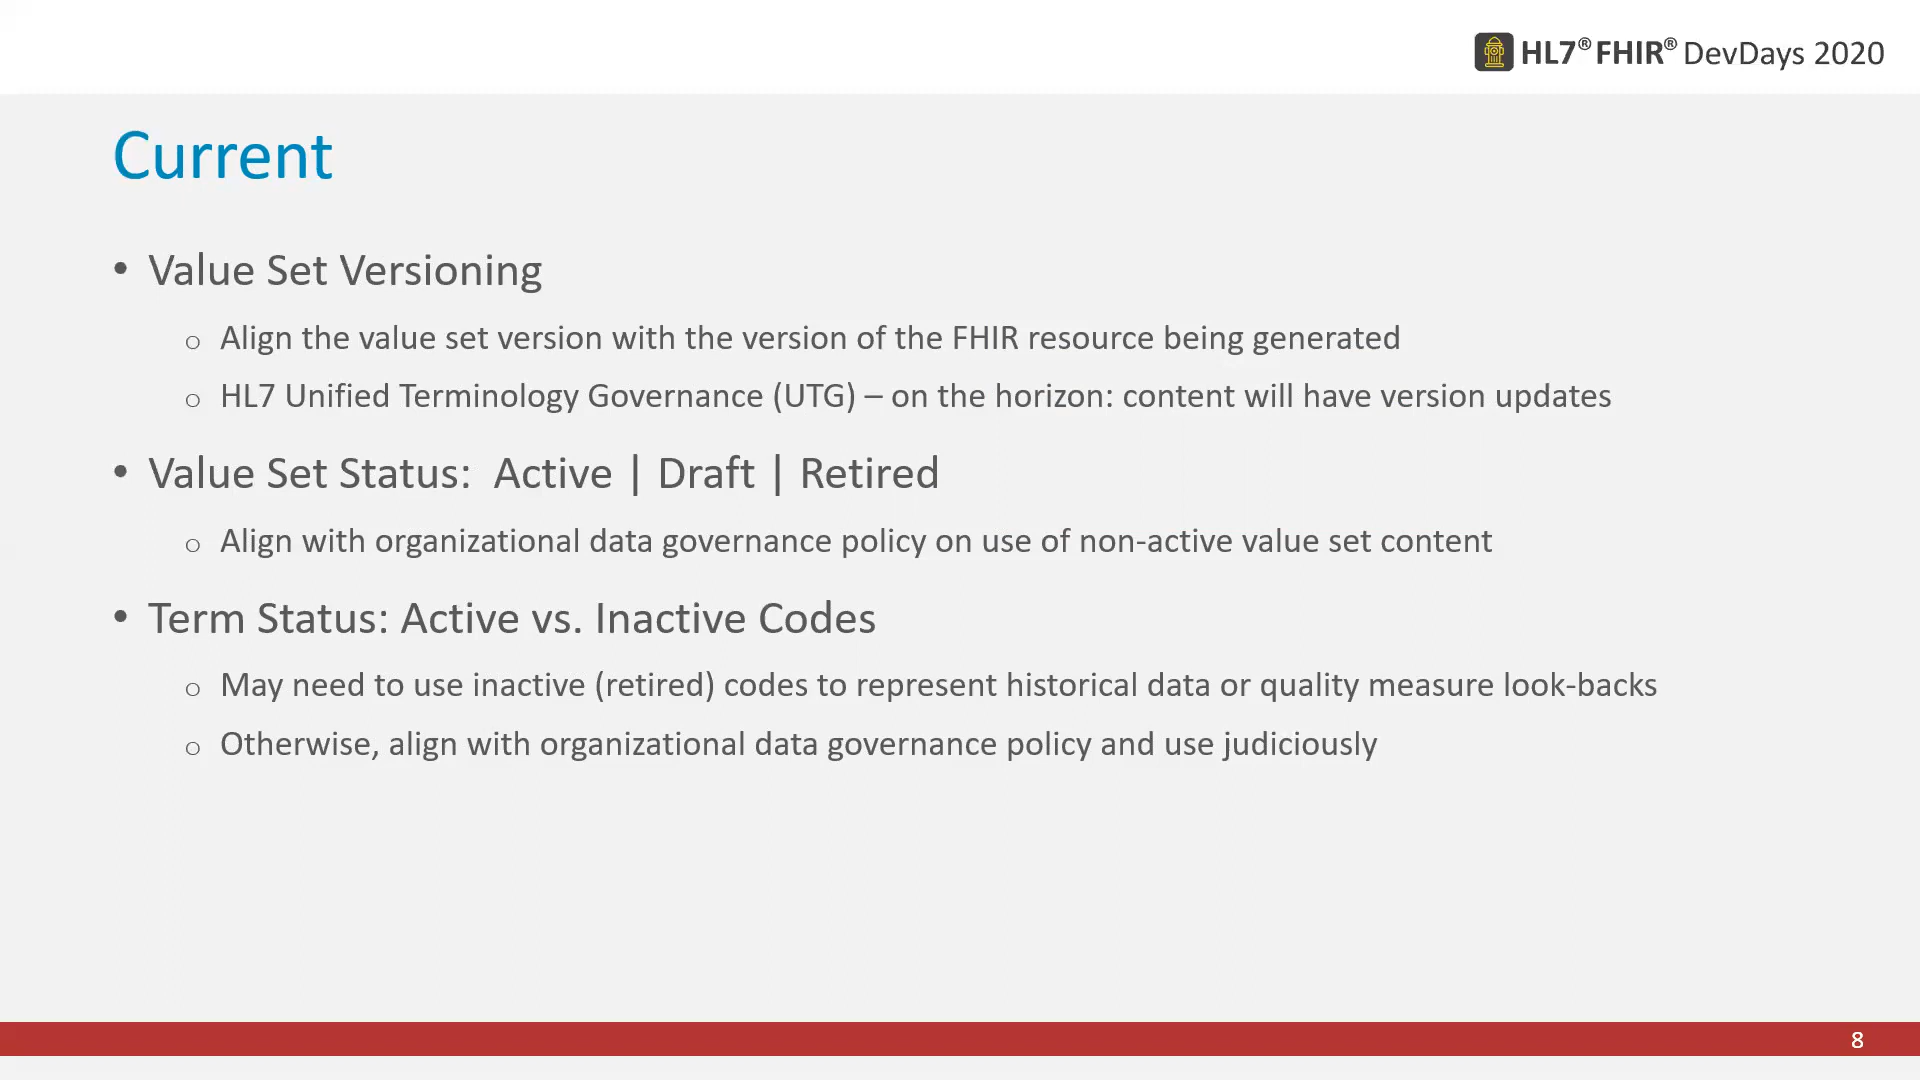 HL7® FHIR® DevDays 2020
Current
• Value Set Versioning
o Align the value set version with the version of the FHIR resource being generated
o HL7 Unified Terminology Governance (UTG) – on the horizon: content will have version updates
• Value Set Status:  Active | Draft | Retired
o Align with organizational data governance policy on use of non-active value set content
• Term Status: Active vs. Inactive Codes
o May need to use inactive (retired) codes to represent historical data or quality measure look-backs
o Otherwise, align with organizational data governance policy and use judiciously
8